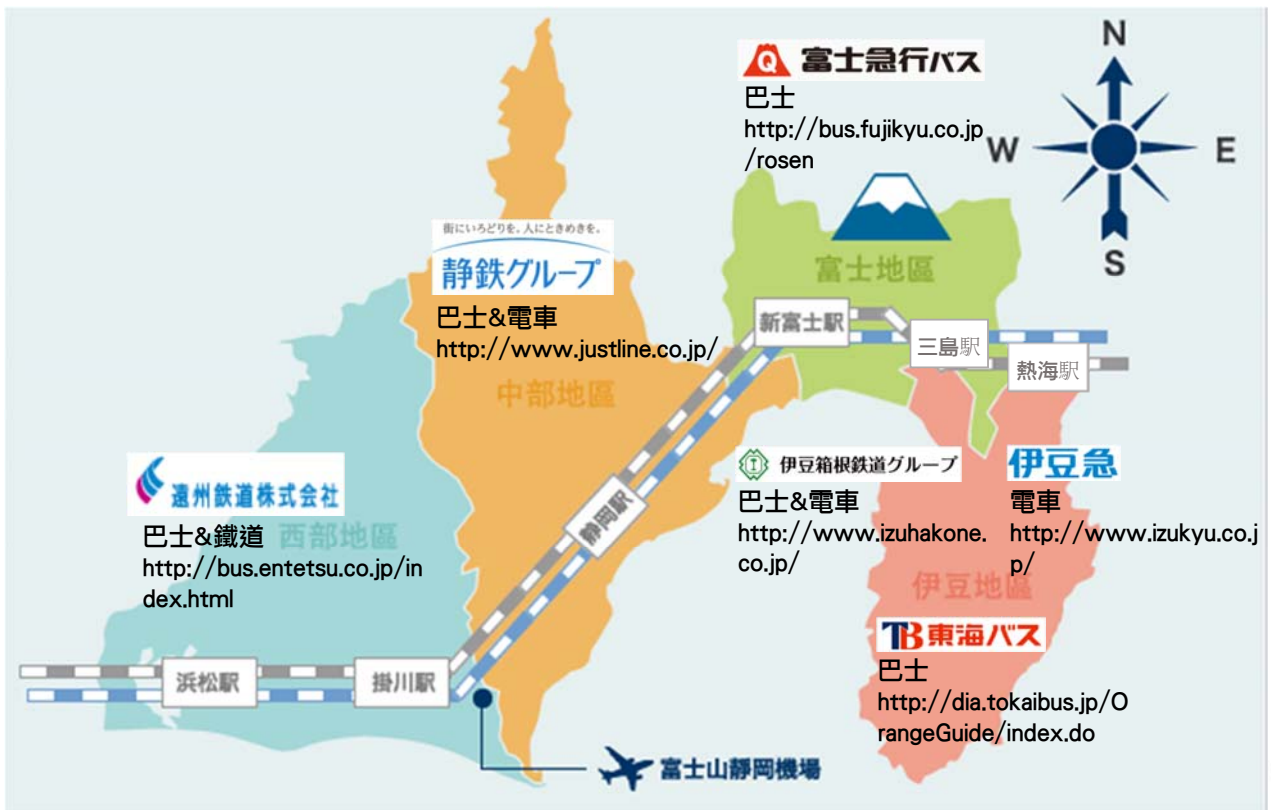 富士急行バス
巴士
http://bus.fujikyu.co.jp
/rosen
N
W
E
S
街にいろどりを。人にときめきを。
静鉄グループ
巴士&電車
http://www.justline.co.jp/
中部地區
富士地區
新富士駅
三島駅
熱海駅
遠州鉄道株式会社
巴士&鐵道
西部地區
http://bus.entetsu.co.jp/in
dex.html
静岡駅
伊豆箱根鉄道グループ
巴士&電車
http://www.izuhakone.
co.jp/
伊豆急
電車
http://www.izukyu.co.j
p/
伊豆地區
TB東海バス
巴士
http://dia.tokaibus.jp/O
rangeGuide/index.do
浜松駅
掛川駅
富士山靜岡機場